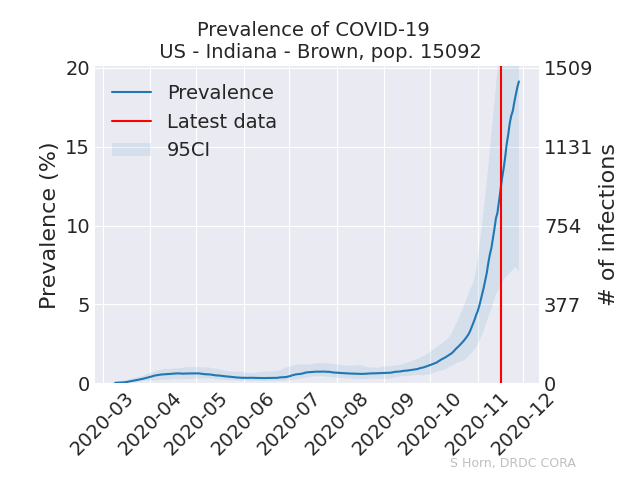 Prevalence of COVID-19
US - Indiana - Brown, pop. 15092
Prevalence
Latest data
95CI
Prevalence (%)
20
15
10
5
0
# of infections
1509
1131
754
377
0
2020-03
2020-04
2020-05
2020-06
2020-07
2020-08
2020-09
2020-10
2020-11
2020-12
S Horn, DRDC CORA